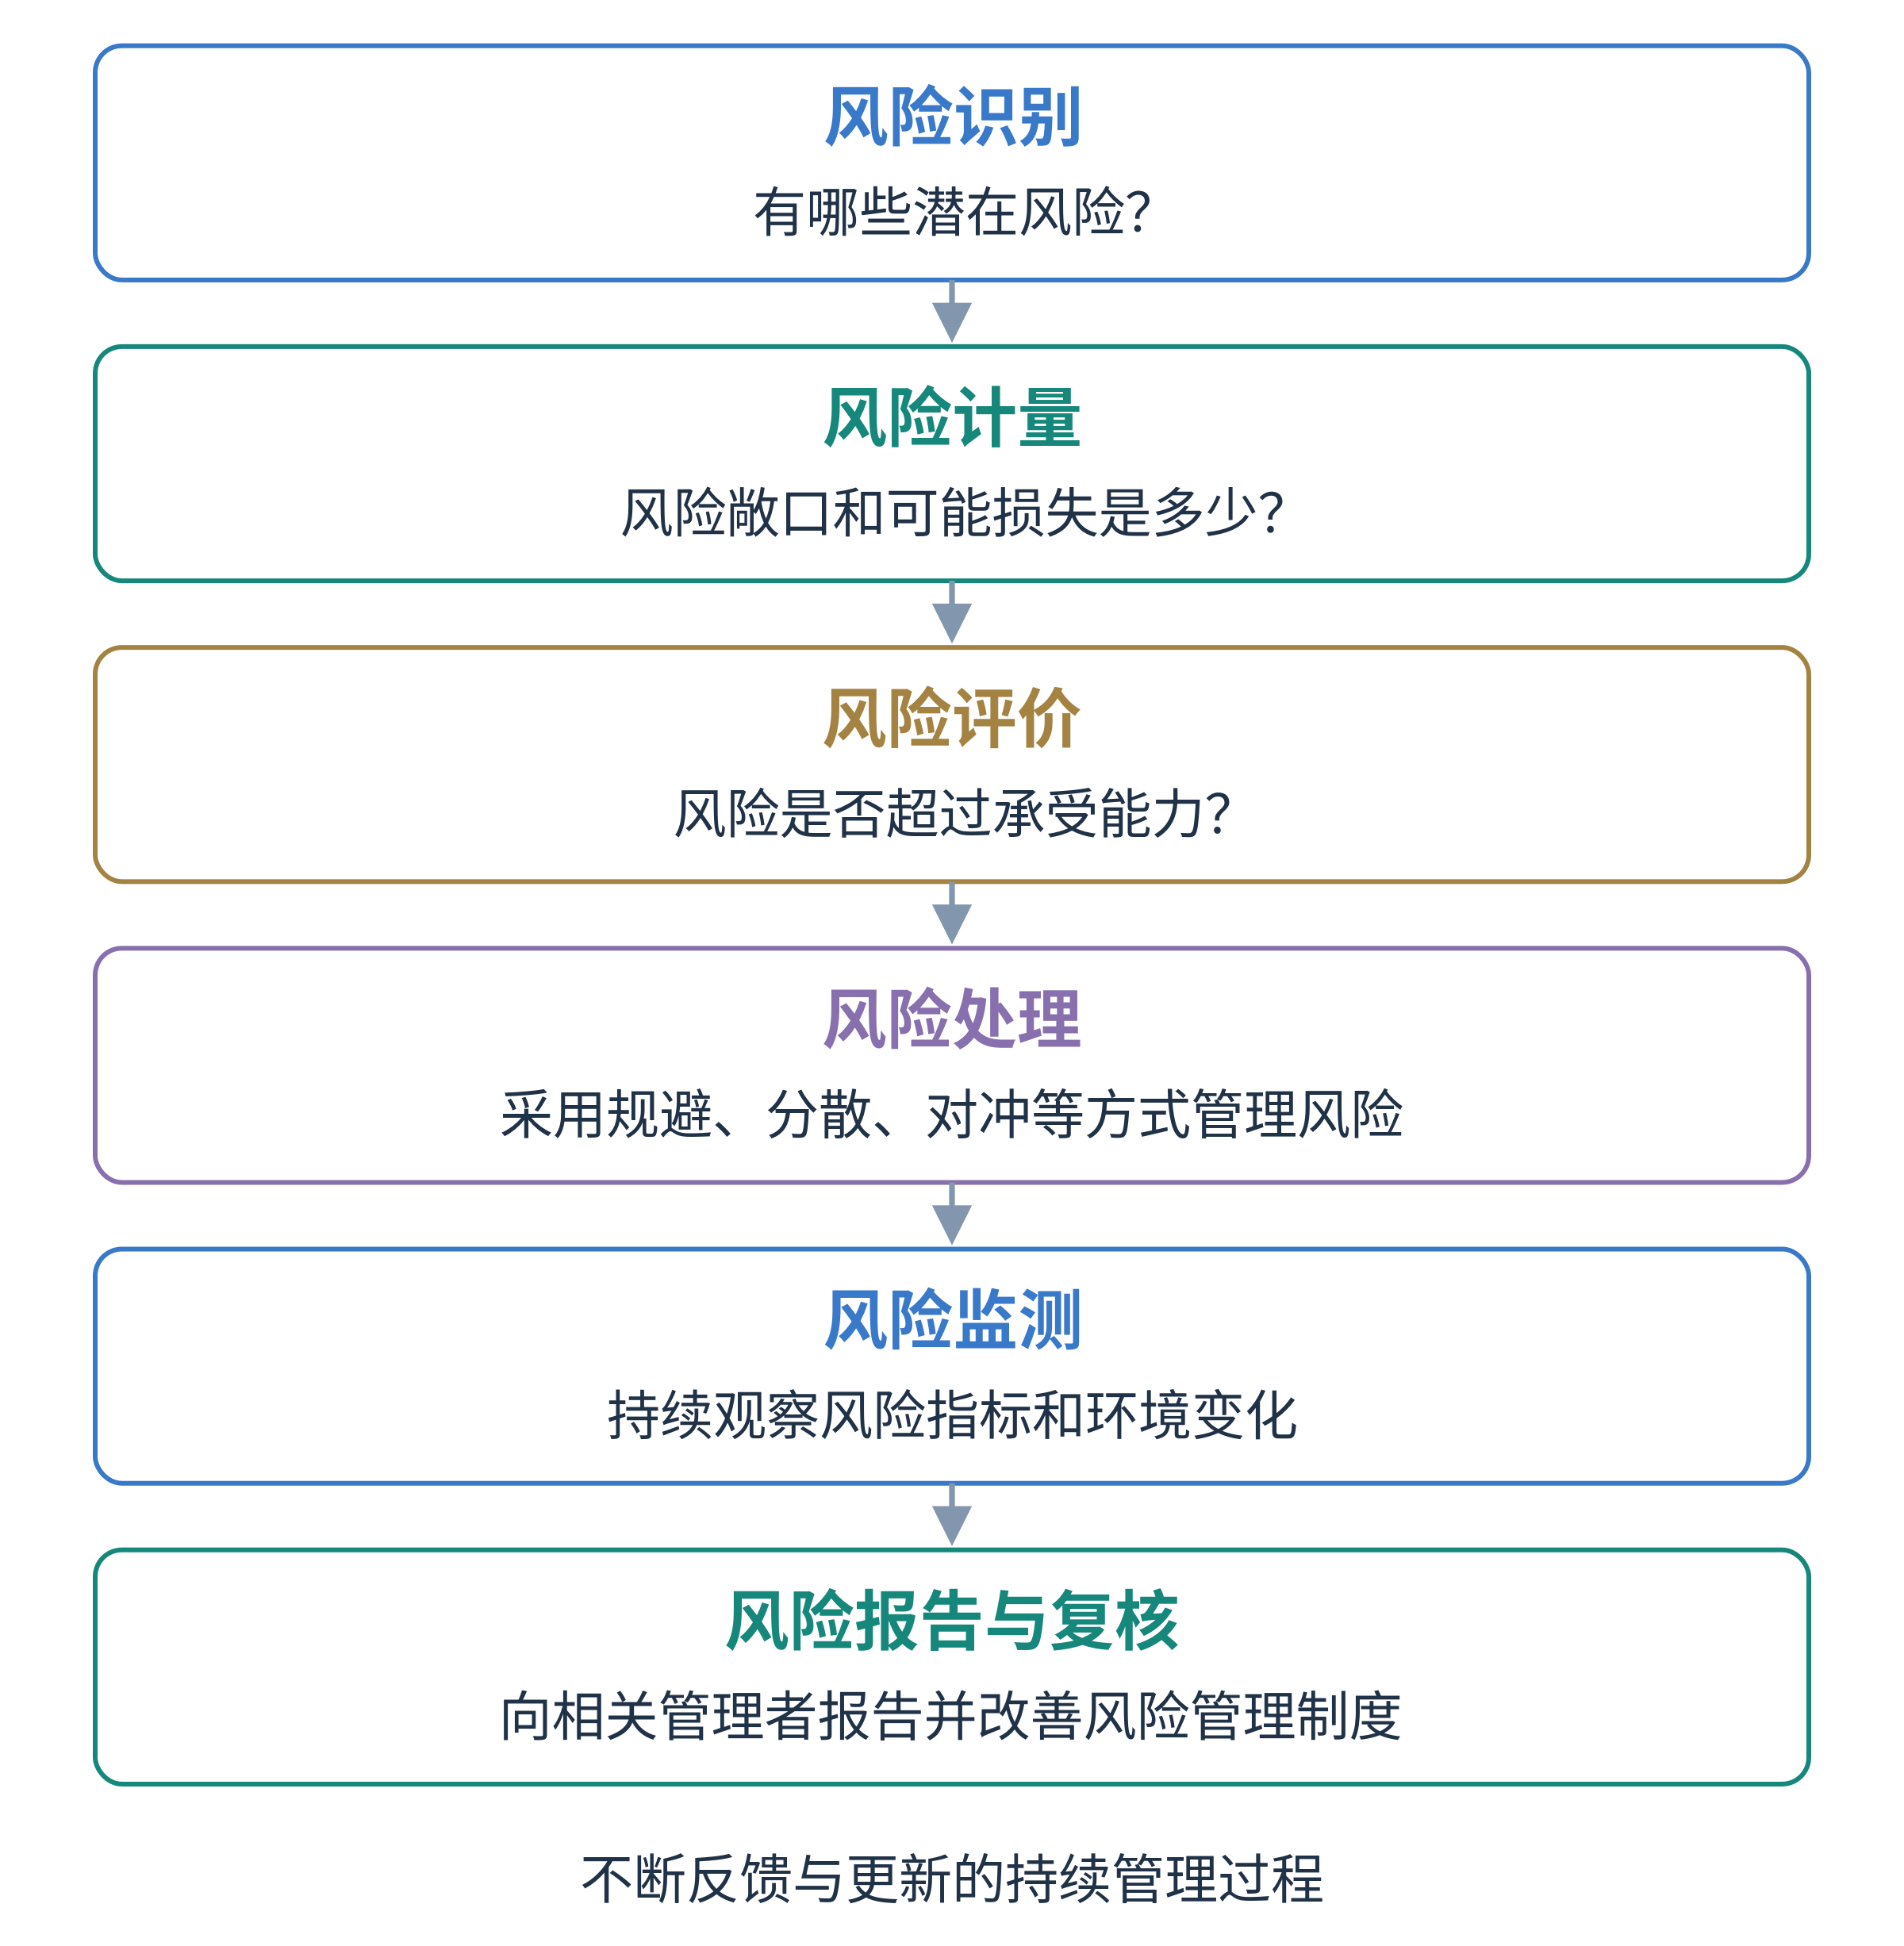 风险识别
有哪些潜在风险？
风险计量
风险敞口和可能损失是多少？
风险评价
风险是否超过承受能力？
风险处理
采用规避、分散、对冲等方式管理风险
风险监测
持续观察风险指标和环境变化
风险报告与复核
向相关管理者报告并改善风险管理制度
不断反馈与更新的持续管理过程